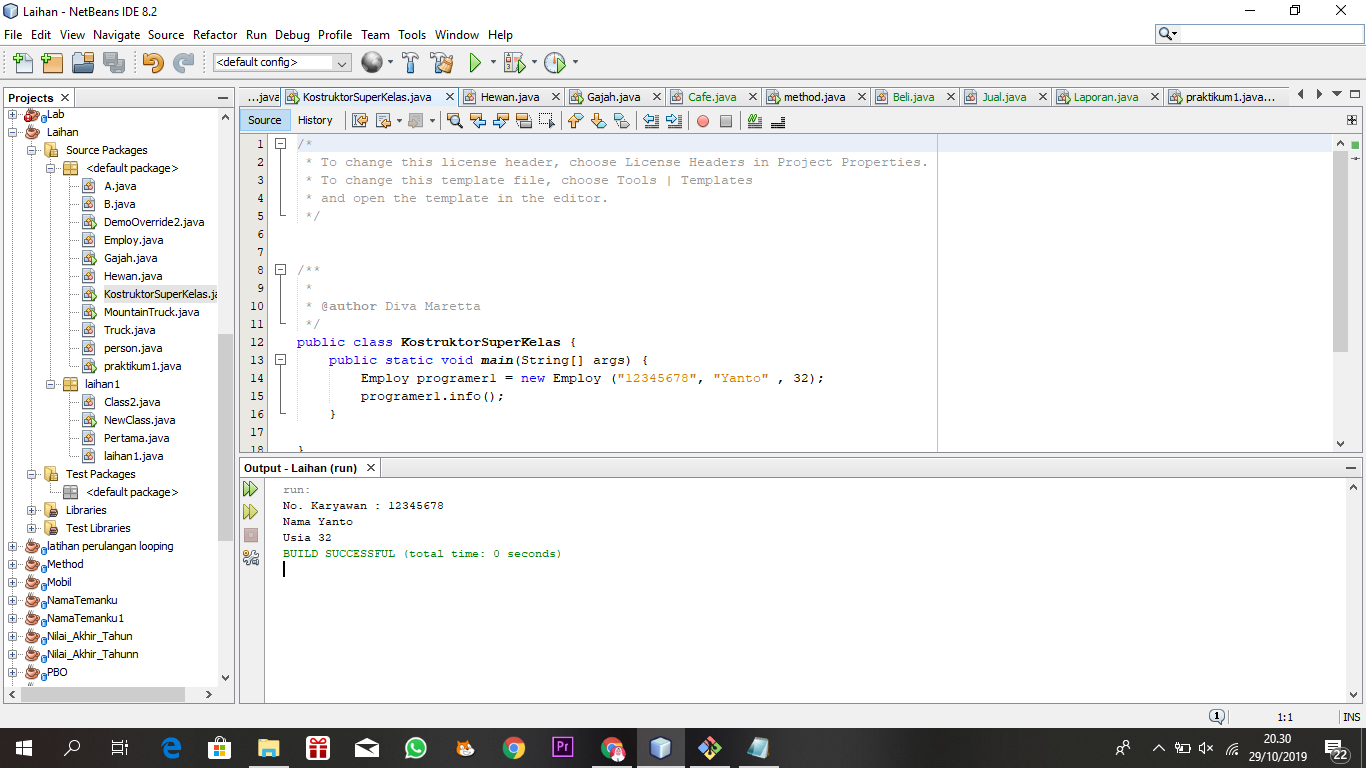 Laihan - NetBeans IDE 8.2
File Edit View Navigate Source Refactor Run Debug Profile Team Tools Window Help
<default config>
Projects
Lab
Laihan
Source Packages
<default package>
A.java
B.java
DemoOverride2.java
Employ.java
Gajah.java
Hewan.java
KostruktorSuperKelas.ja
MountainTruck.java
Truck.java
person.java
praktikum1.java
laihan1
Class2.java
NewClass.java
Pertama.java
laihan1.java
Test Packages
<default package>
Libraries
Test Libraries
latihan perulangan looping
Method
Mobil
NamaTemanku
NamaTemanku1
Nilai_Akhir_Tahun
Nilai_Akhir_Tahunn
PBO
...java KostruktorSuperKelas.java Hewan.java Gajah.java Cafe.java method.java Beli.java Jual.java Laporan.java praktikum1.java...
Source History
1 /*
2 * To change this license header, choose License Headers in Project Properties.
3 * To change this template file, choose Tools | Templates
4 * and open the template in the editor.
5 */
6
7
8 /**
9 *
10 * @author Diva Maretta
11 */
12 public class KostruktorSuperKelas {
13 public static void main(String[] args) {
14 Employ programer1 = new Employ ("12345678", "Yanto" , 32);
15 programer1.info();
16 }
17
18 }
Output - Laihan (run)
run:
No. Karyawan : 12345678
Nama Yanto
Usia 32
BUILD SUCCESSFUL (total time: 0 seconds)
1 1:1 INS
Pr
20.30
29/10/2019
22